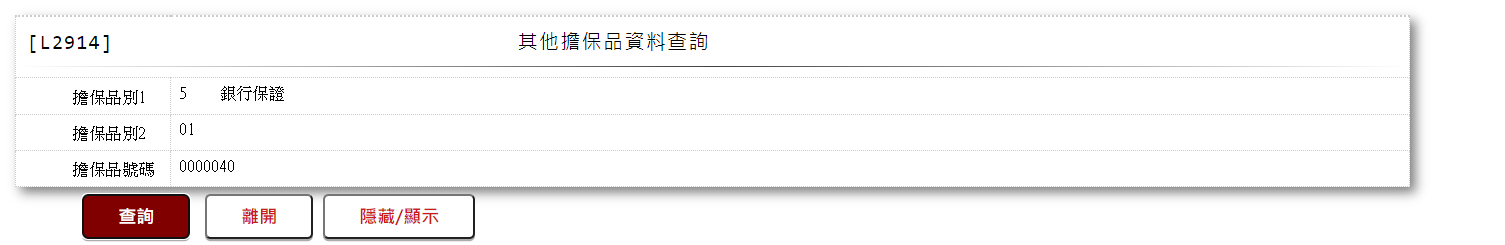 [L2914] 其他擔保品資料查詢
擔保品別1 5 銀行保證
擔保品別2 01
擔保品號碼 0000040
查詢 離開 隱藏/顯示